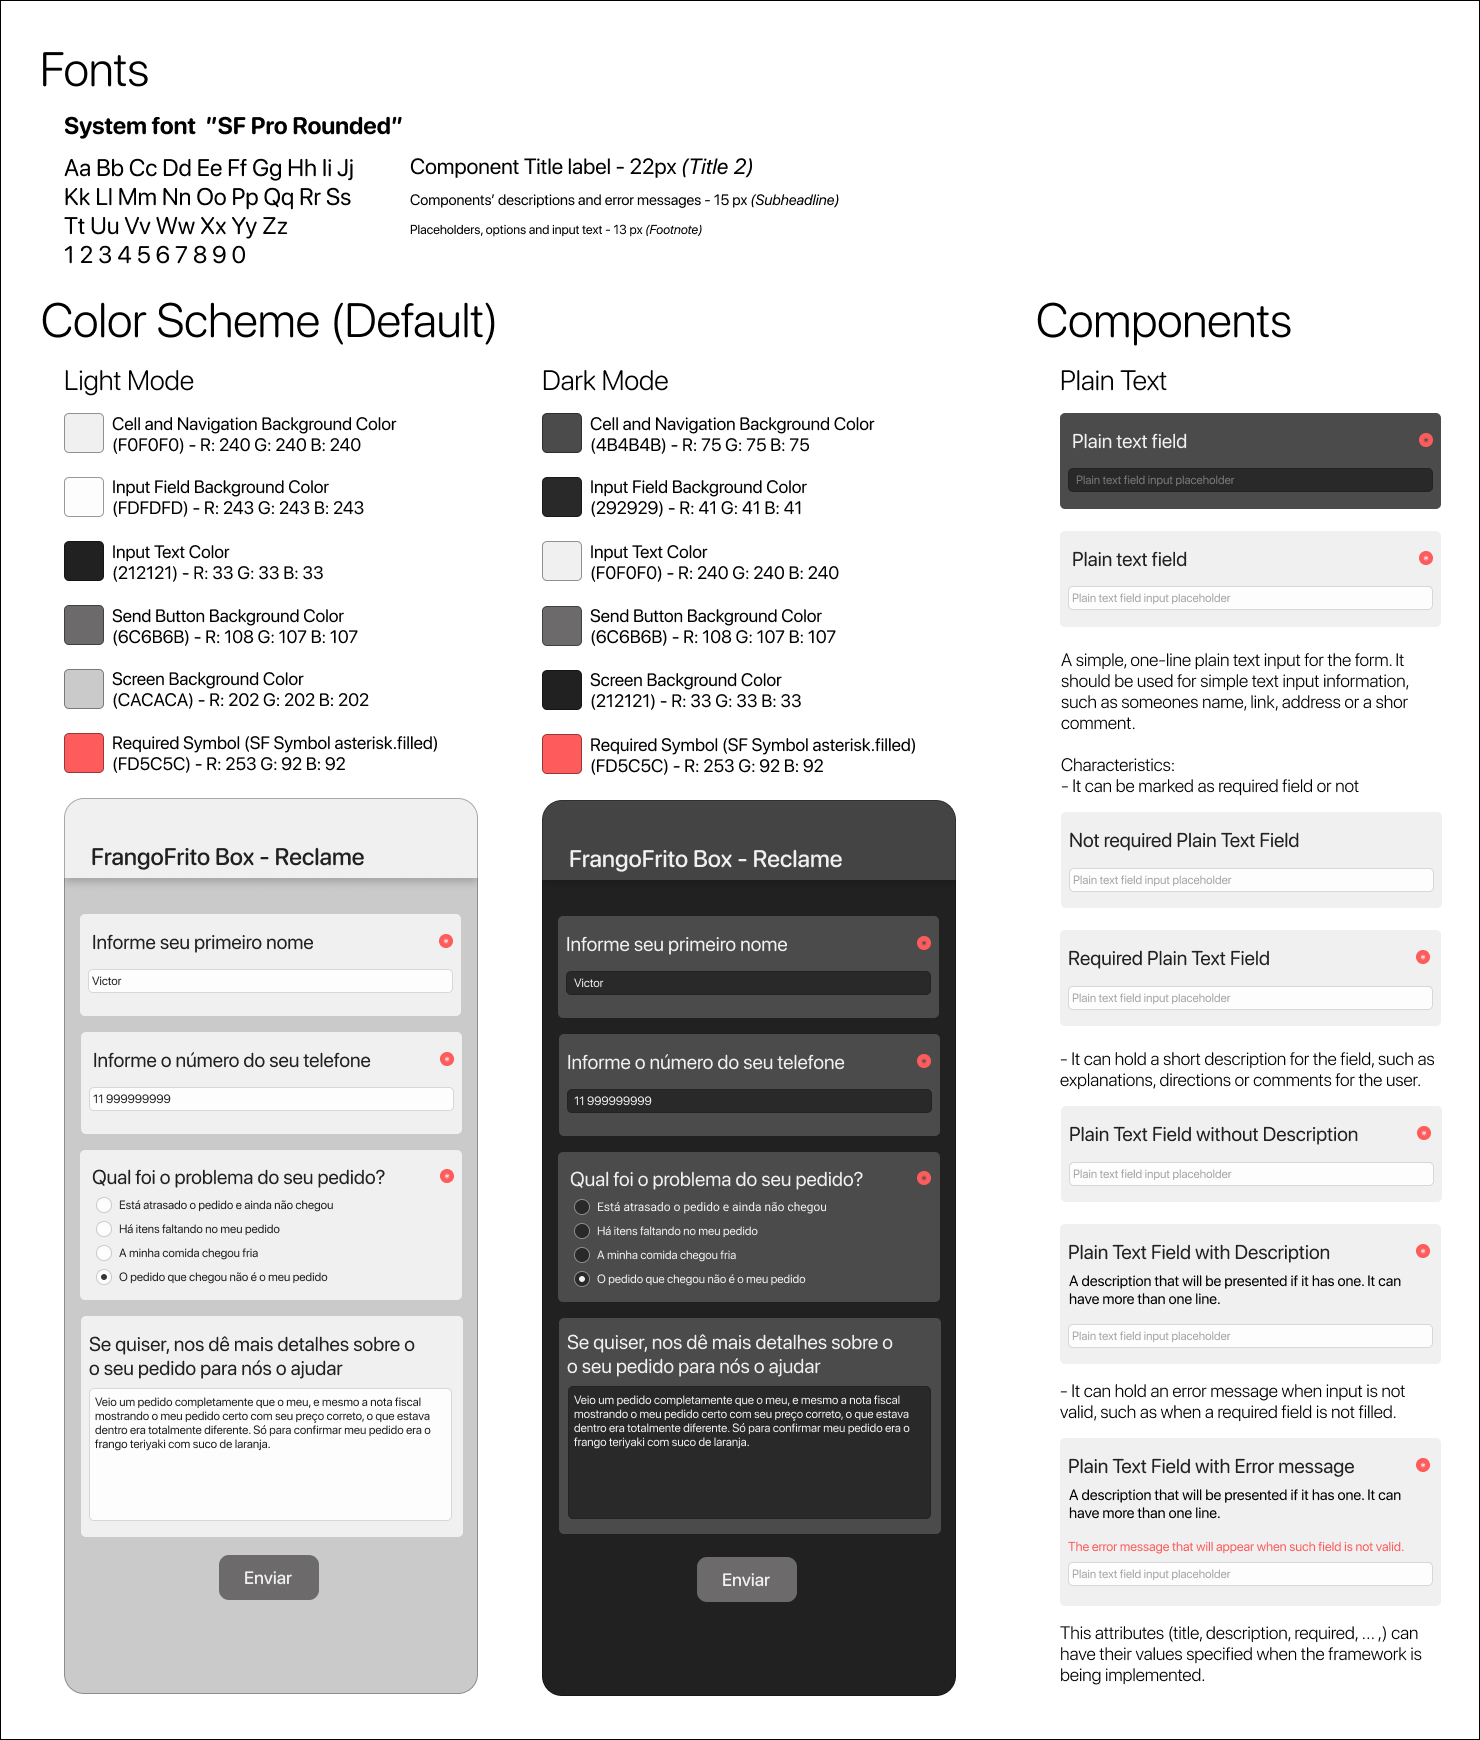 Fonts
System font "SF Pro Rounded"
Aa Bb Cc Dd Ee Ff Gg Hh Ii Jj
Kk Ll Mm Nn Oo Pp Qq Rr Ss
Tt Uu Vv Ww Xx Yy Zz
1 2 3 4 5 6 7 8 9 0
Component Title label - 22px (Title 2)
Components' descriptions and error messages - 15 px (Subheadline)
Placeholders, options and input text - 13 px (Footnote)
Color Scheme (Default)
Light Mode
Cell and Navigation Background Color
(F0F0F0) - R: 240 G: 240 B: 240
Input Field Background Color
(FDFDFD) - R: 243 G: 243 B: 243
Input Text Color
(212121) - R: 33 G: 33 B: 33
Send Button Background Color
(6C6B6B) - R: 108 G: 107 B: 107
Screen Background Color
(CACACA) - R: 202 G: 202 B: 202
Required Symbol (SF Symbol asterisk.filled)
(FD5C5C) - R: 253 G: 92 B: 92
FrangoFrito Box - Reclame
Informe seu primeiro nome
Victor
Informe o número do seu telefone
11 999999999
Qual foi o problema do seu pedido?
Está atrasado o pedido e ainda não chegou
Há itens faltando no meu pedido
A minha comida chegou fria
O pedido que chegou não é o meu pedido
Se quiser, nos dê mais detalhes sobre o
o seu pedido para nós o ajudar
Veio um pedido completamente que o meu, e mesmo a nota fiscal
mostrando o meu pedido certo com seu preço correto, o que estava
dentro era totalmente diferente. Só para confirmar meu pedido era o
frango teriyaki com suco de laranja.
Enviar
Dark Mode
Cell and Navigation Background Color
(4B4B4B) - R: 75 G: 75 B: 75
Input Field Background Color
(292929) - R: 41 G: 41 B: 41
Input Text Color
(F0F0F0) - R: 240 G: 240 B: 240
Send Button Background Color
(6C6B6B) - R: 108 G: 107 B: 107
Screen Background Color
(212121) - R: 33 G: 33 B: 33
Required Symbol (SF Symbol asterisk.filled)
(FD5C5C) - R: 253 G: 92 B: 92
FrangoFrito Box - Reclame
Informe seu primeiro nome
Victor
Informe o número do seu telefone
11 999999999
Qual foi o problema do seu pedido?
Está atrasado o pedido e ainda não chegou
Há itens faltando no meu pedido
A minha comida chegou fria
O pedido que chegou não é o meu pedido
Se quiser, nos dê mais detalhes sobre o
o seu pedido para nós o ajudar
Veio um pedido completamente que o meu, e mesmo a nota fiscal
mostrando o meu pedido certo com seu preço correto, o que estava
dentro era totalmente diferente. Só para confirmar meu pedido era o
frango teriyaki com suco de laranja.
Enviar
Components
Plain Text
Plain text field
Plain text field input placeholder
Plain text field
Plain text field input placeholder
A simple, one-line plain text input for the form. It
should be used for simple text input information,
such as someones name, link, address or a shor
comment.
Characteristics:
- It can be marked as required field or not
Not required Plain Text Field
Plain text field input placeholder
Required Plain Text Field
Plain text field input placeholder
- It can hold a short description for the field, such as
explanations, directions or comments for the user.
Plain Text Field without Description
Plain text field input placeholder
Plain Text Field with Description
A description that will be presented if it has one. It can
have more than one line.
Plain text field input placeholder
- It can hold an error message when input is not
valid, such as when a required field is not filled.
Plain Text Field with Error message
A description that will be presented if it has one. It can
have more than one line.
The error message that will appear when such field is not valid.
Plain text field input placeholder
This attributes (title, description, required, ... ,) can
have their values specified when the framework is
being implemented.